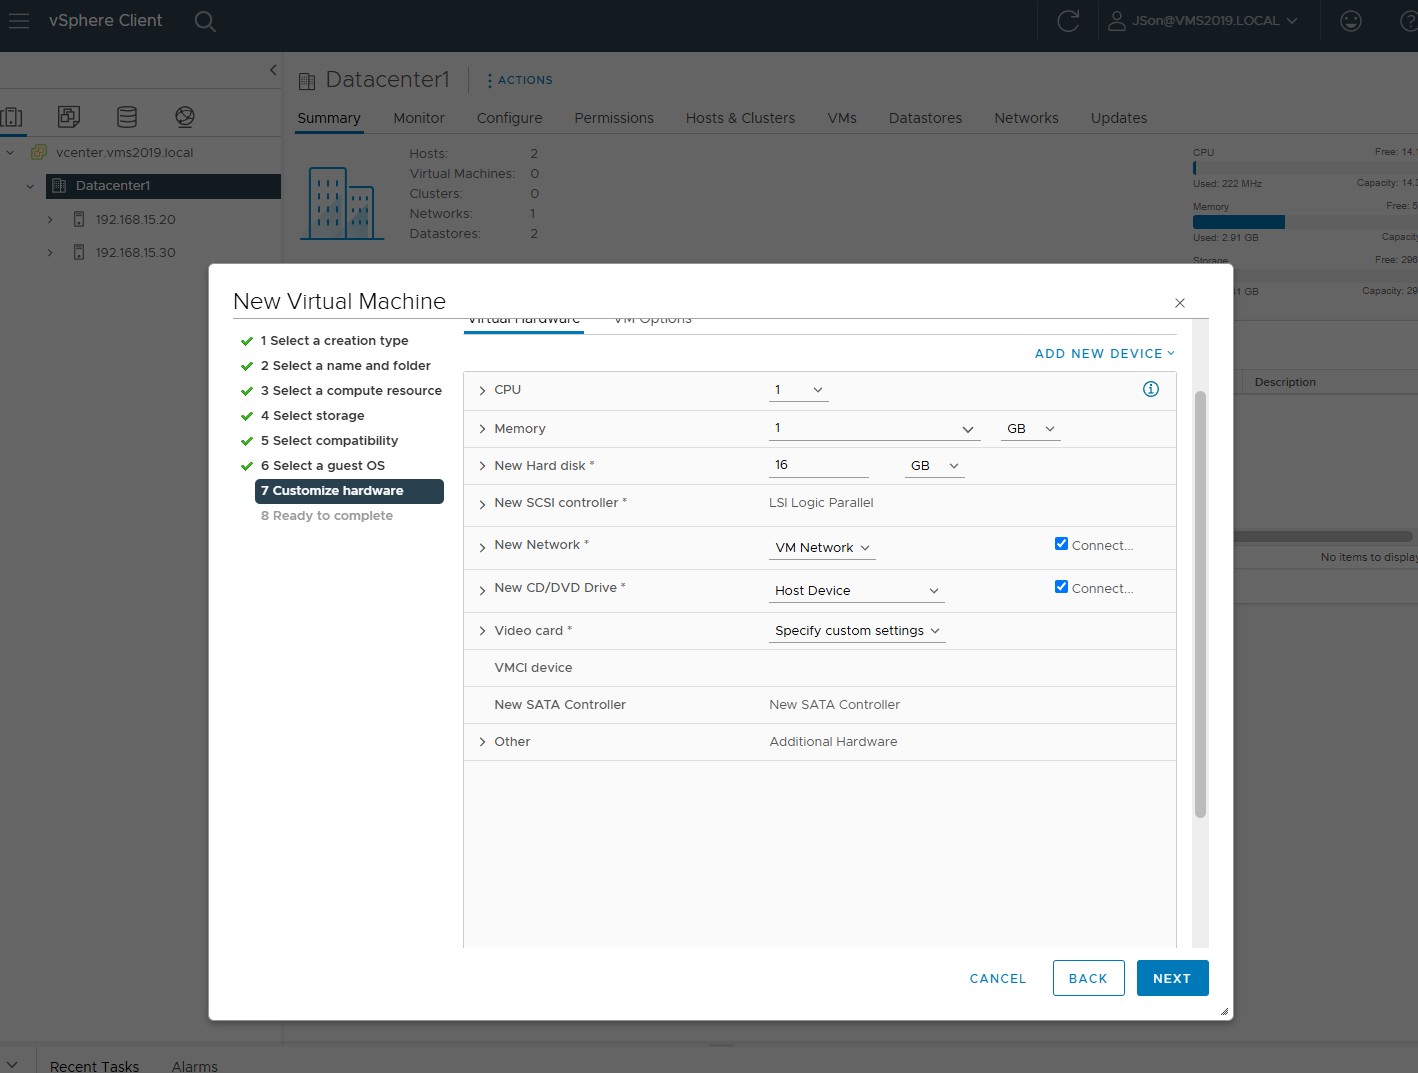 vSphere Client
JSon@VMS2019.LOCAL
Datacenter1
ACTIONS
Summary Monitor Configure Permissions Hosts & Clusters VMs Datastores Networks Updates
vcenter.vms2019.local
Datacenter1
192.168.15.20
192.168.15.30
Hosts: 2
Virtual Machines: 0
Clusters: 0
Networks: 1
Datastores: 2
CPU Free: 14.1
Used: 222 MHz Capacity: 14.3
Memory Free: 5
Used: 2.91 GB Capacity
Storage Free: 296
1 GB Capacity: 29
Description
No items to display
New Virtual Machine
1 Select a creation type
2 Select a name and folder
3 Select a compute resource
4 Select storage
5 Select compatibility
6 Select a guest OS
7 Customize hardware
8 Ready to complete
Virtual Hardware VM Options
ADD NEW DEVICE
CPU 1
Memory 1 GB
New Hard disk * 16 GB
New SCSI controller * LSI Logic Parallel
New Network * VM Network Connect...
New CD/DVD Drive * Host Device Connect...
Video card * Specify custom settings
VMCI device
New SATA Controller New SATA Controller
Other Additional Hardware
CANCEL BACK NEXT
Recent Tasks Alarms